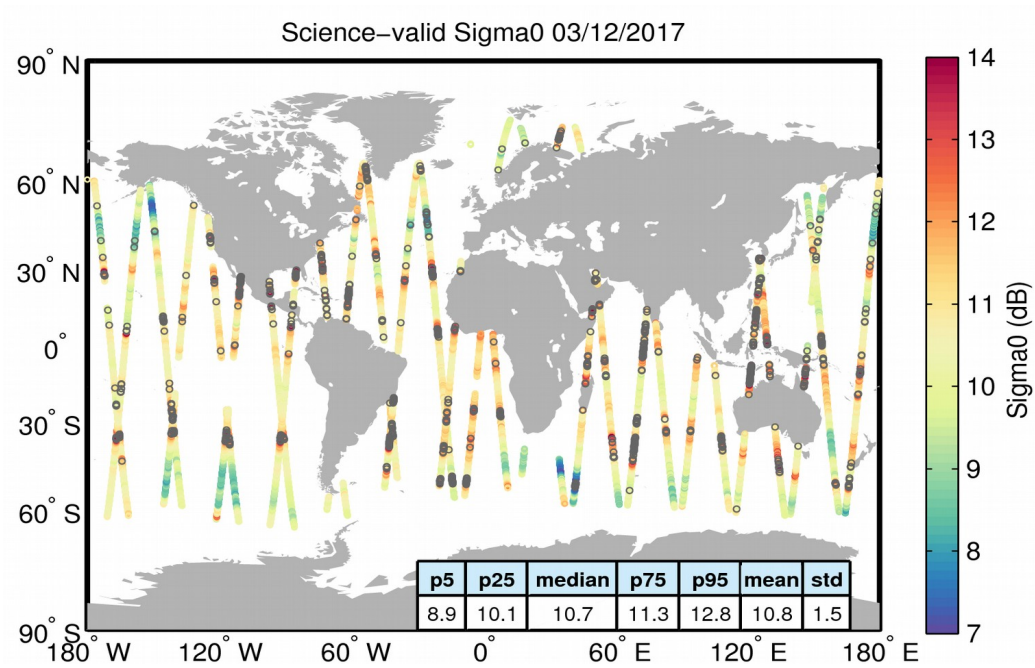 Science−valid Sigma0 03/12/2017
90° N
60° N
30° N
0°
30° S
60° S
90° S
180° W
120° W
60° W
0°
60° E
120° E
180° E
14
13
12
11
10
9
8
7
Sigma0 (dB)
p5 p25 median p75 p95 mean std
8.9 10.1 10.7 11.3 12.8 10.8 1.5